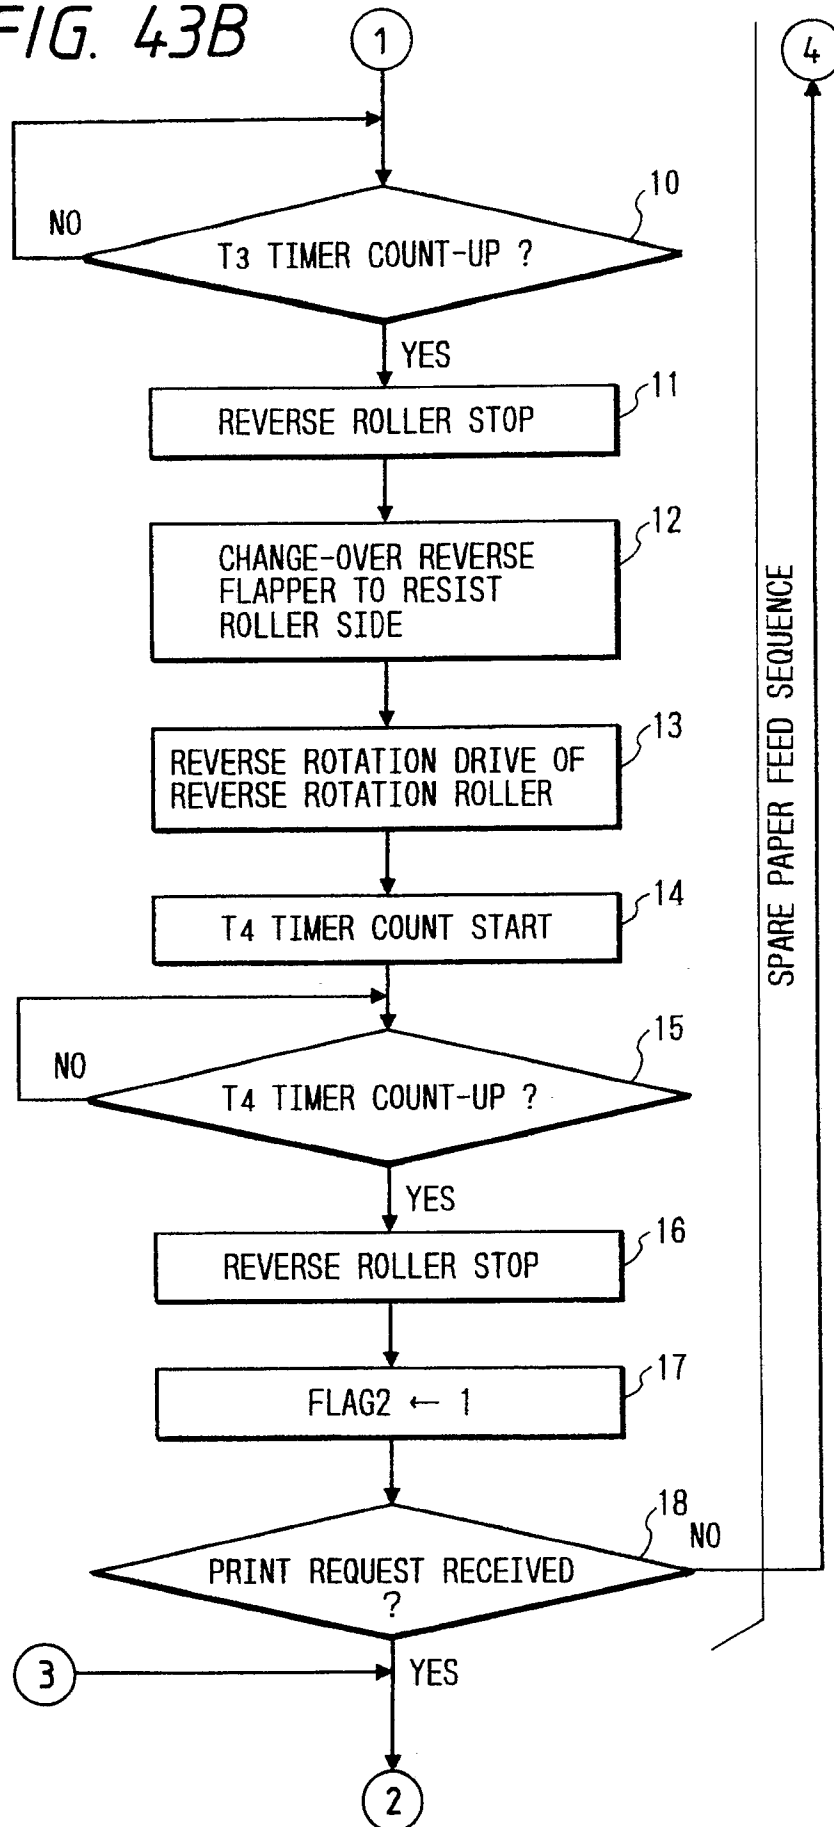 FIG. 43B
1
4
10
NO
T3 TIMER COUNT-UP ?
YES
11
REVERSE ROLLER STOP
12
CHANGE-OVER REVERSE
FLAPPER TO RESIST
ROLLER SIDE
13
REVERSE ROTATION DRIVE OF
REVERSE ROTATION ROLLER
14
T4 TIMER COUNT START
15
NO
T4 TIMER COUNT-UP ?
YES
16
REVERSE ROLLER STOP
17
FLAG2 ← 1
18
NO
PRINT REQUEST RECEIVED
?
3
YES
2
SPARE PAPER FEED SEQUENCE